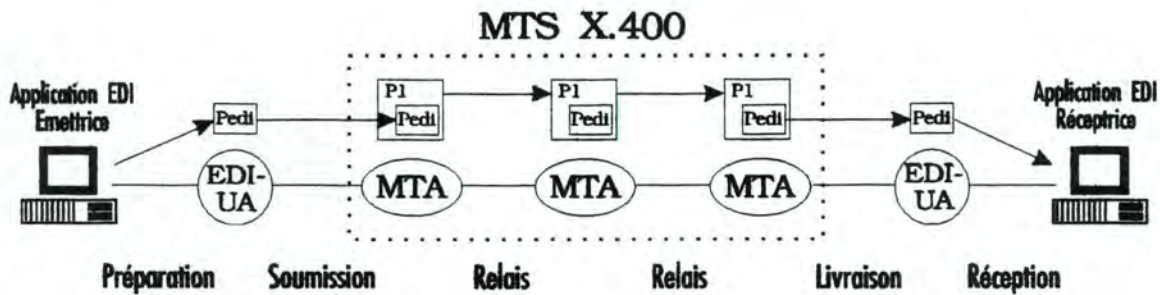 MTS X.400
Application EDI
Emettrice
Pedi
P1
Pedi
P1
Pedi
P1
Pedi
Pedi
Application EDI
Réceptrice
EDI-
UA
MTA
MTA
MTA
EDI-
UA
Préparation
Soumission
Relais
Relais
Livraison
Réception